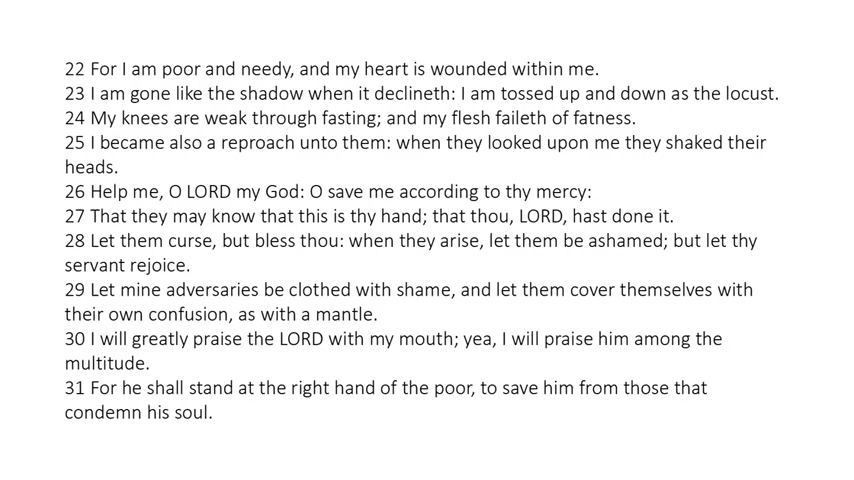 22 For I am poor and needy, and my heart is wounded within me.
23 I am gone like the shadow when it declineth: I am tossed up and down as the locust.
24 My knees are weak through fasting; and my flesh faileth of fatness.
25 I became also a reproach unto them: when they looked upon me they shaked their
heads.
26 Help me, O LORD my God: O save me according to thy mercy:
27 That they may know that this is thy hand; that thou, LORD, hast done it.
28 Let them curse, but bless thou: when they arise, let them be ashamed; but let thy
servant rejoice.
29 Let mine adversaries be clothed with shame, and let them cover themselves with
their own confusion, as with a mantle.
30 I will greatly praise the LORD with my mouth; yea, I will praise him among the
multitude.
31 For he shall stand at the right hand of the poor, to save him from those that
condemn his soul.